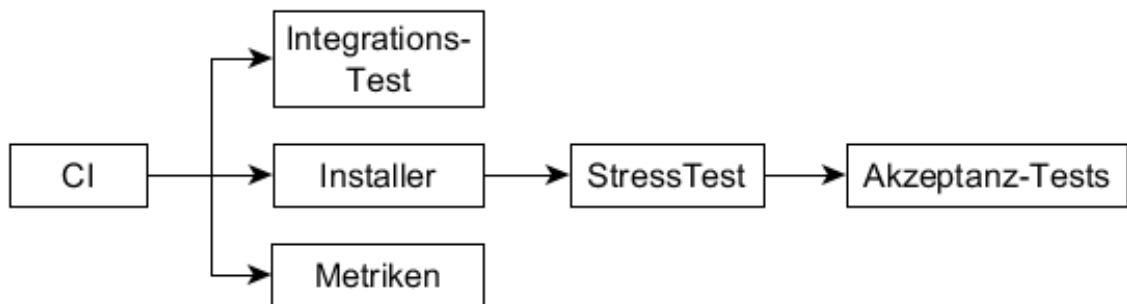 Integrations-
Test
CI
Installer
StressTest
Akzeptanz-Tests
Metriken